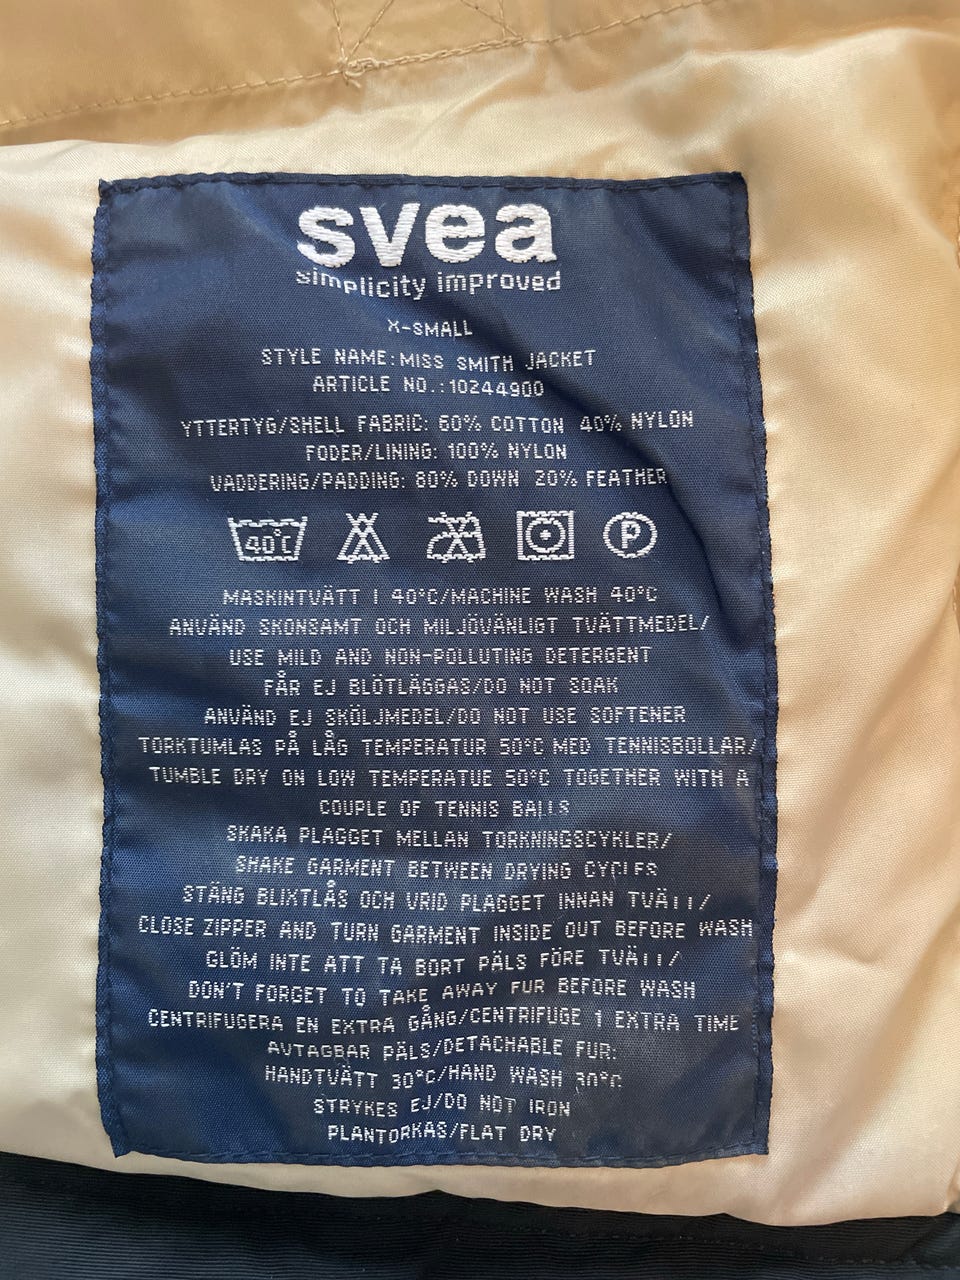 svea
simplicity improved
X-SMALL
STYLE NAME: MISS SMITH JACKET
ARTICLE NO.: 10244900
YTTERTYG/SHELL FABRIC: 60% COTTON 40% NYLON
FODER/LINING: 100% NYLON
VADDERING/PADDING: 80% DOWN 20% FEATHER
40°C P
MASKINTVÄTT I 40°C/MACHINE WASH 40°C
ANVÄND SKONSAMT OCH MILJÖVÄNLIGT TVÄTTMEDEL/
USE MILD AND NON-POLLUTING DETERGENT
FÅR EJ BLÖTLÄGGAS/DO NOT SOAK
ANVÄND EJ SKÖLJMEDEL/DO NOT USE SOFTENER
TORKTUMLAS PÅ LÅG TEMPERATUR 50°C MED TENNISBOLLAR/
TUMBLE DRY ON LOW TEMPERATUE 50°C TOGETHER WITH A
COUPLE OF TENNIS BALLS
SKAKA PLAGGET MELLAN TORKNINGSCYKLER/
SHAKE GARMENT BETWEEN DRYING CYCLES
STÄNG BLIXTLÅS OCH VRID PLAGGET INNAN TVÄTT/
CLOSE ZIPPER AND TURN GARMENT INSIDE OUT BEFORE WASH
GLÖM INTE ATT TA BORT PÄLS FÖRE TVÄTT/
DON'T FORGET TO TAKE AWAY FUR BEFORE WASH
CENTRIFUGERA EN EXTRA GÅNG/CENTRIFUGE 1 EXTRA TIME
AVTAGBAR PÄLS/DETACHABLE FUR:
HANDTVÄTT 30°C/HAND WASH 30°C
STRYKES EJ/DO NOT IRON
PLANTORKAS/FLAT DRY